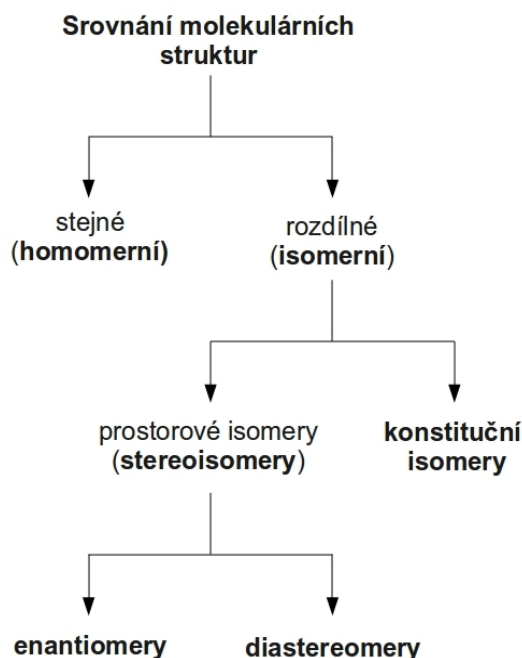 Srovnání molekulárních
struktur
stejné
(homomerní)
rozdílné
(isomerní)
prostorové isomery
(stereoisomery)
konstituční
isomery
enantiomery
diastereomery